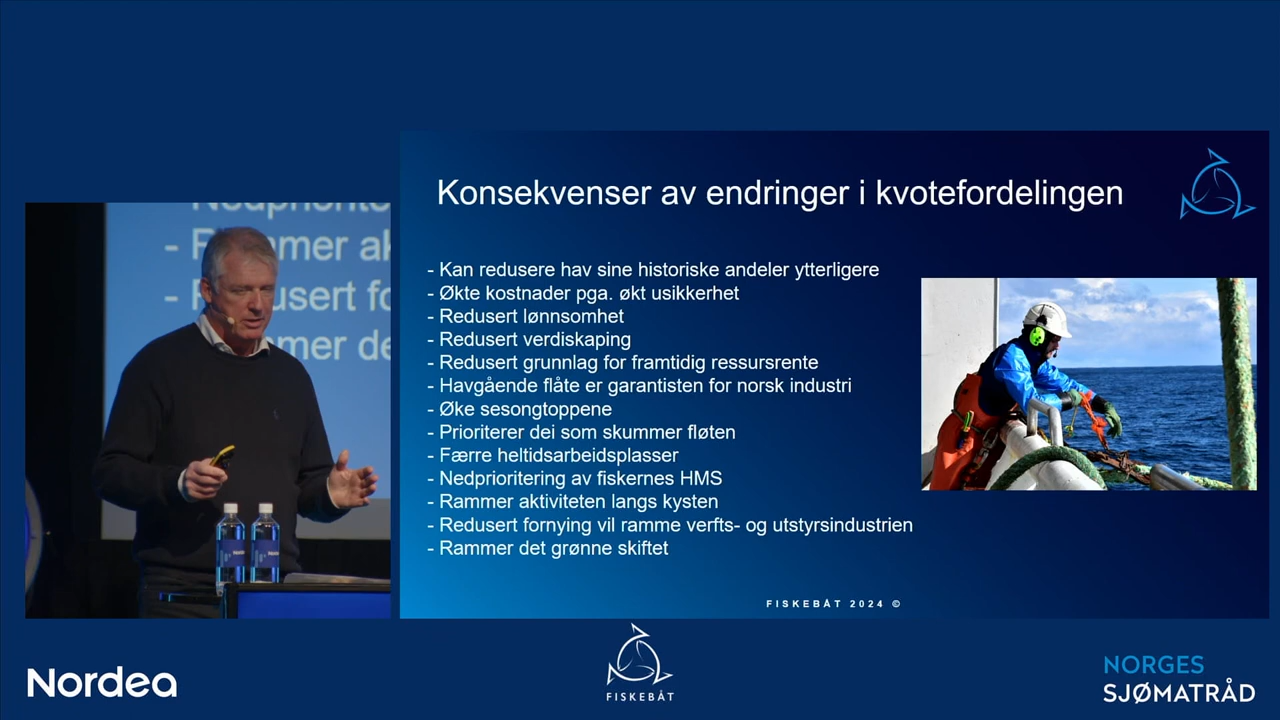 Konsekvenser av endringer i kvotefordelingen
- Kan redusere hav sine historiske andeler ytterligere
- Økte kostnader pga. økt usikkerhet
- Redusert lønnsomhet
- Redusert verdiskaping
- Redusert grunnlag for framtidig ressursrente
- Havgående flåte er garantisten for norsk industri
- Øke sesongtoppene
- Prioriterer dei som skummer fløten
- Færre heltidsarbeidsplasser
- Nedprioritering av fiskernes HMS
- Rammer aktiviteten langs kysten
- Redusert fornying vil ramme verfts- og utstyrsindustrien
- Rammer det grønne skiftet
FISKEBÅT 2024 ©
Nordea
FISKEBÅT
NORGES
SJØMATRÅD